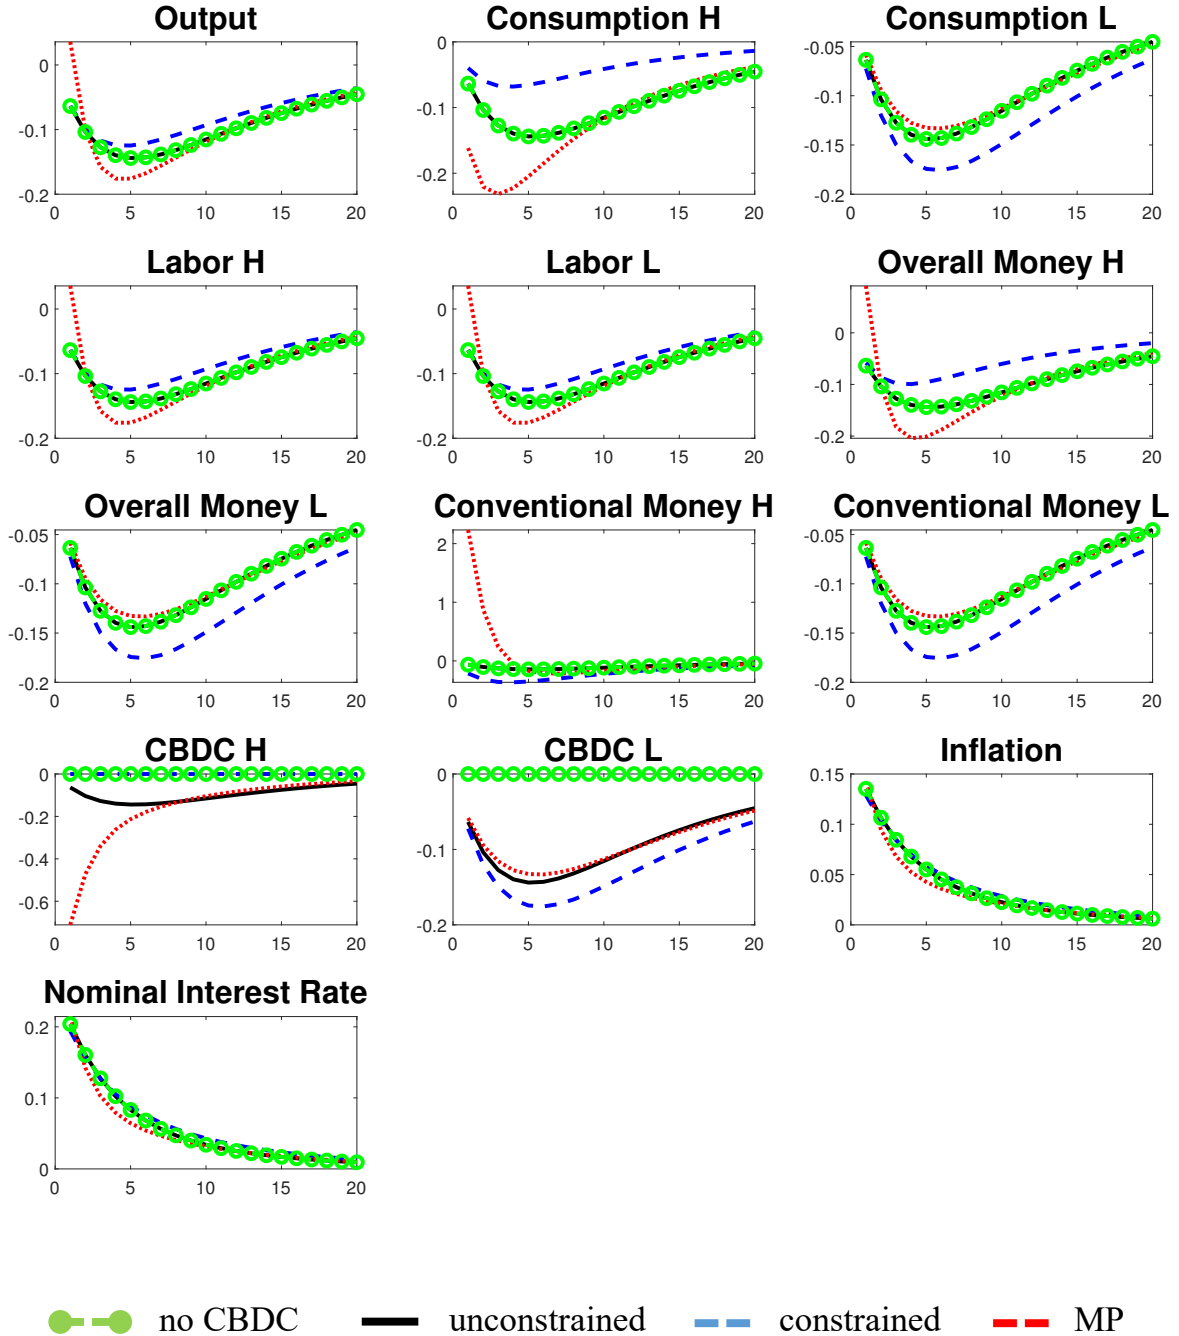 Output Consumption H Consumption L
0 0 -0.05
-0.1 -0.1 -0.1
-0.15
-0.2 -0.2 -0.2
0 5 10 15 20 0 5 10 15 20 0 5 10 15 20
Labor H Labor L Overall Money H
0 0 0
-0.1 -0.1 -0.1
-0.2 -0.2 -0.2
0 5 10 15 20 0 5 10 15 20 0 5 10 15 20
Overall Money L Conventional Money H Conventional Money L
-0.05 2 -0.05
-0.1 1 -0.1
-0.15 0 -0.15
-0.2 -0.2
0 5 10 15 20 0 5 10 15 20 0 5 10 15 20
CBDC H CBDC L Inflation
0 0 0.15
-0.2 -0.1 0.1
-0.4 0.05
-0.6 -0.2 0
0 5 10 15 20 0 5 10 15 20 0 5 10 15 20
Nominal Interest Rate
0.2
0.1
0
0 5 10 15 20
no CBDC unconstrained constrained MP